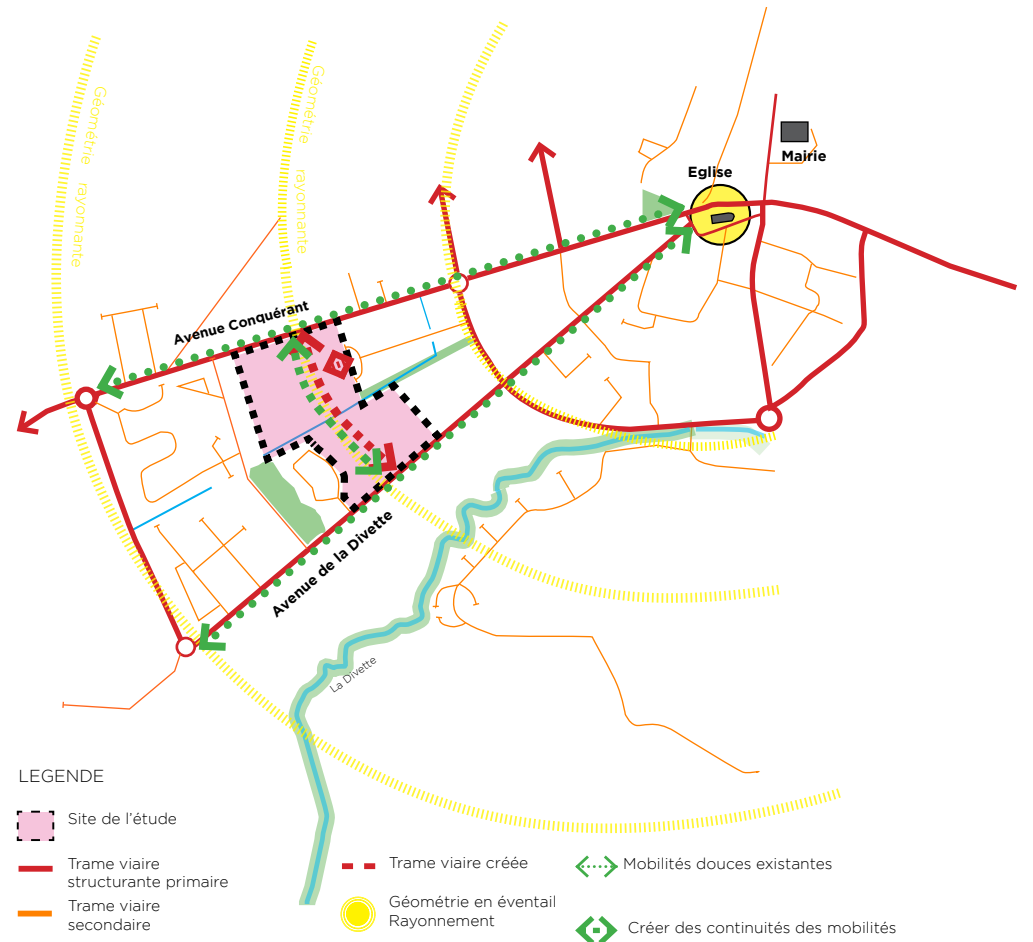 Géométrie rayonnante
Géométrie rayonnante
Mairie
Eglise
Avenue Conquérant
Avenue de la Divette
La Divette
LEGENDE
Site de l'étude
Trame viaire
structurante primaire
Trame viaire
secondaire
Trame viaire créée
Géométrie en éventail
Rayonnement
Mobilités douces existantes
Créer des continuités des mobilités